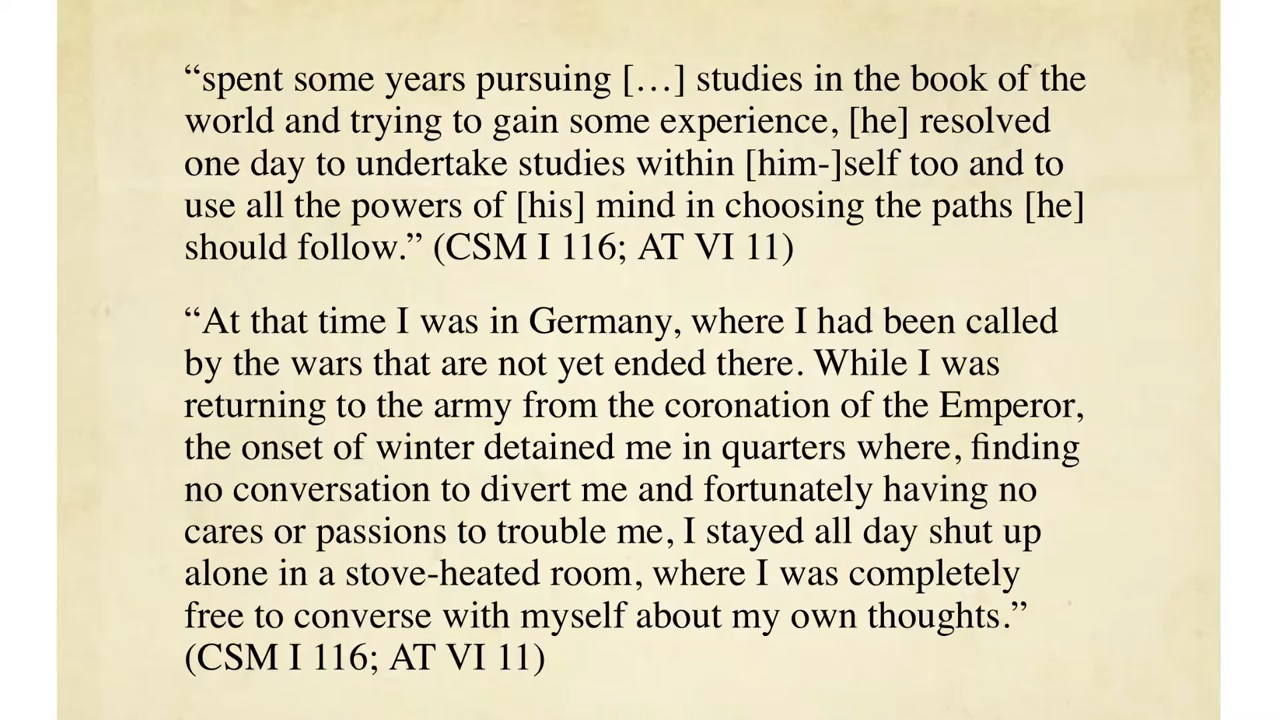 “spent some years pursuing […] studies in the book of the
world and trying to gain some experience, [he] resolved
one day to undertake studies within [him-]self too and to
use all the powers of [his] mind in choosing the paths [he]
should follow.” (CSM I 116; AT VI 11)
“At that time I was in Germany, where I had been called
by the wars that are not yet ended there. While I was
returning to the army from the coronation of the Emperor,
the onset of winter detained me in quarters where, finding
no conversation to divert me and fortunately having no
cares or passions to trouble me, I stayed all day shut up
alone in a stove-heated room, where I was completely
free to converse with myself about my own thoughts.”
(CSM I 116; AT VI 11)